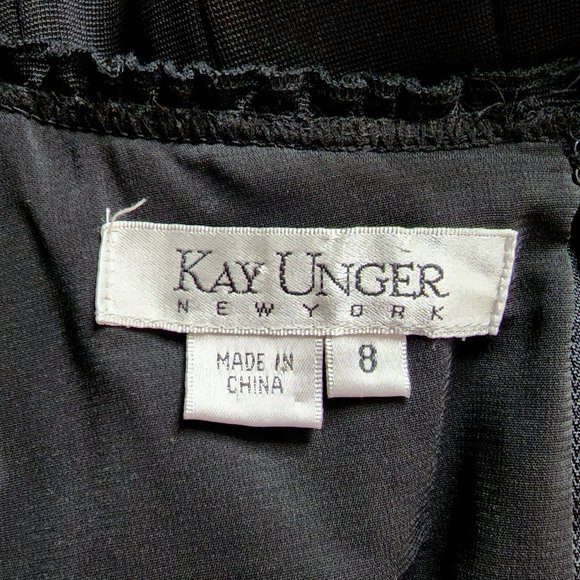 KAY UNGER
NEW YORK
MADE IN
CHINA
8